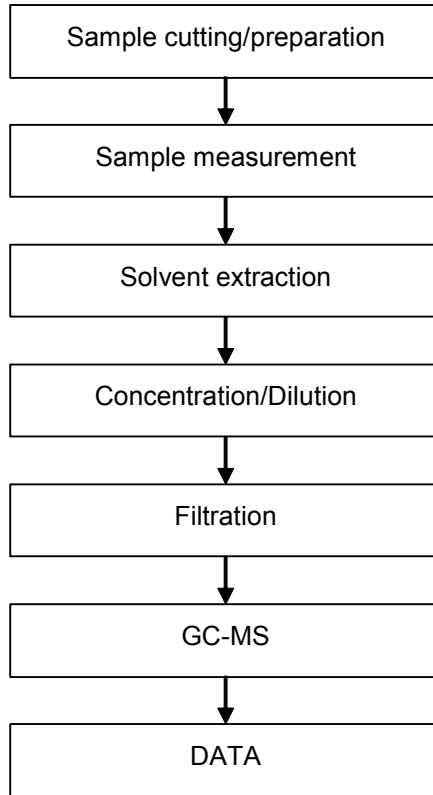 Sample cutting/preparation
Sample measurement
Solvent extraction
Concentration/Dilution
Filtration
GC-MS
DATA